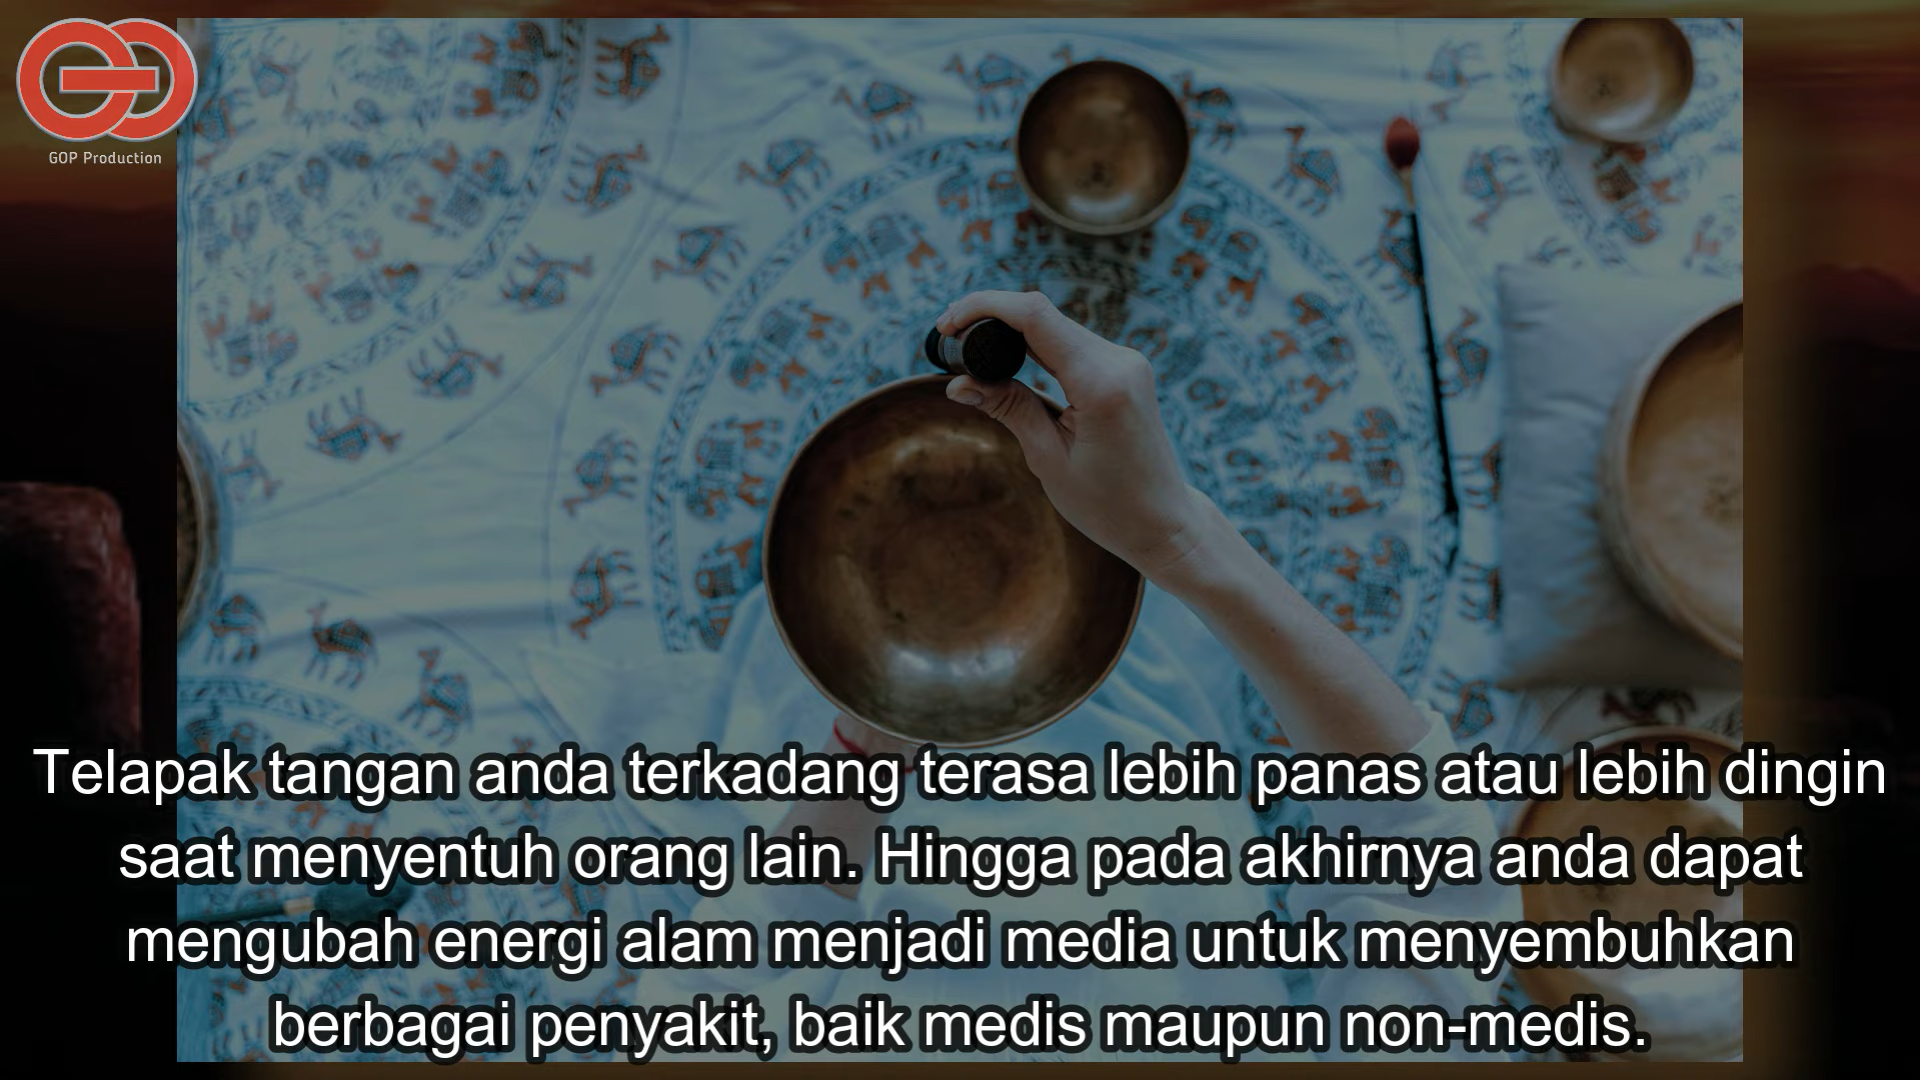 GOP Production
Telapak tangan anda terkadang terasa lebih panas atau lebih dingin
saat menyentuh orang lain. Hingga pada akhirnya anda dapat
mengubah energi alam menjadi media untuk menyembuhkan
berbagai penyakit, baik medis maupun non-medis.